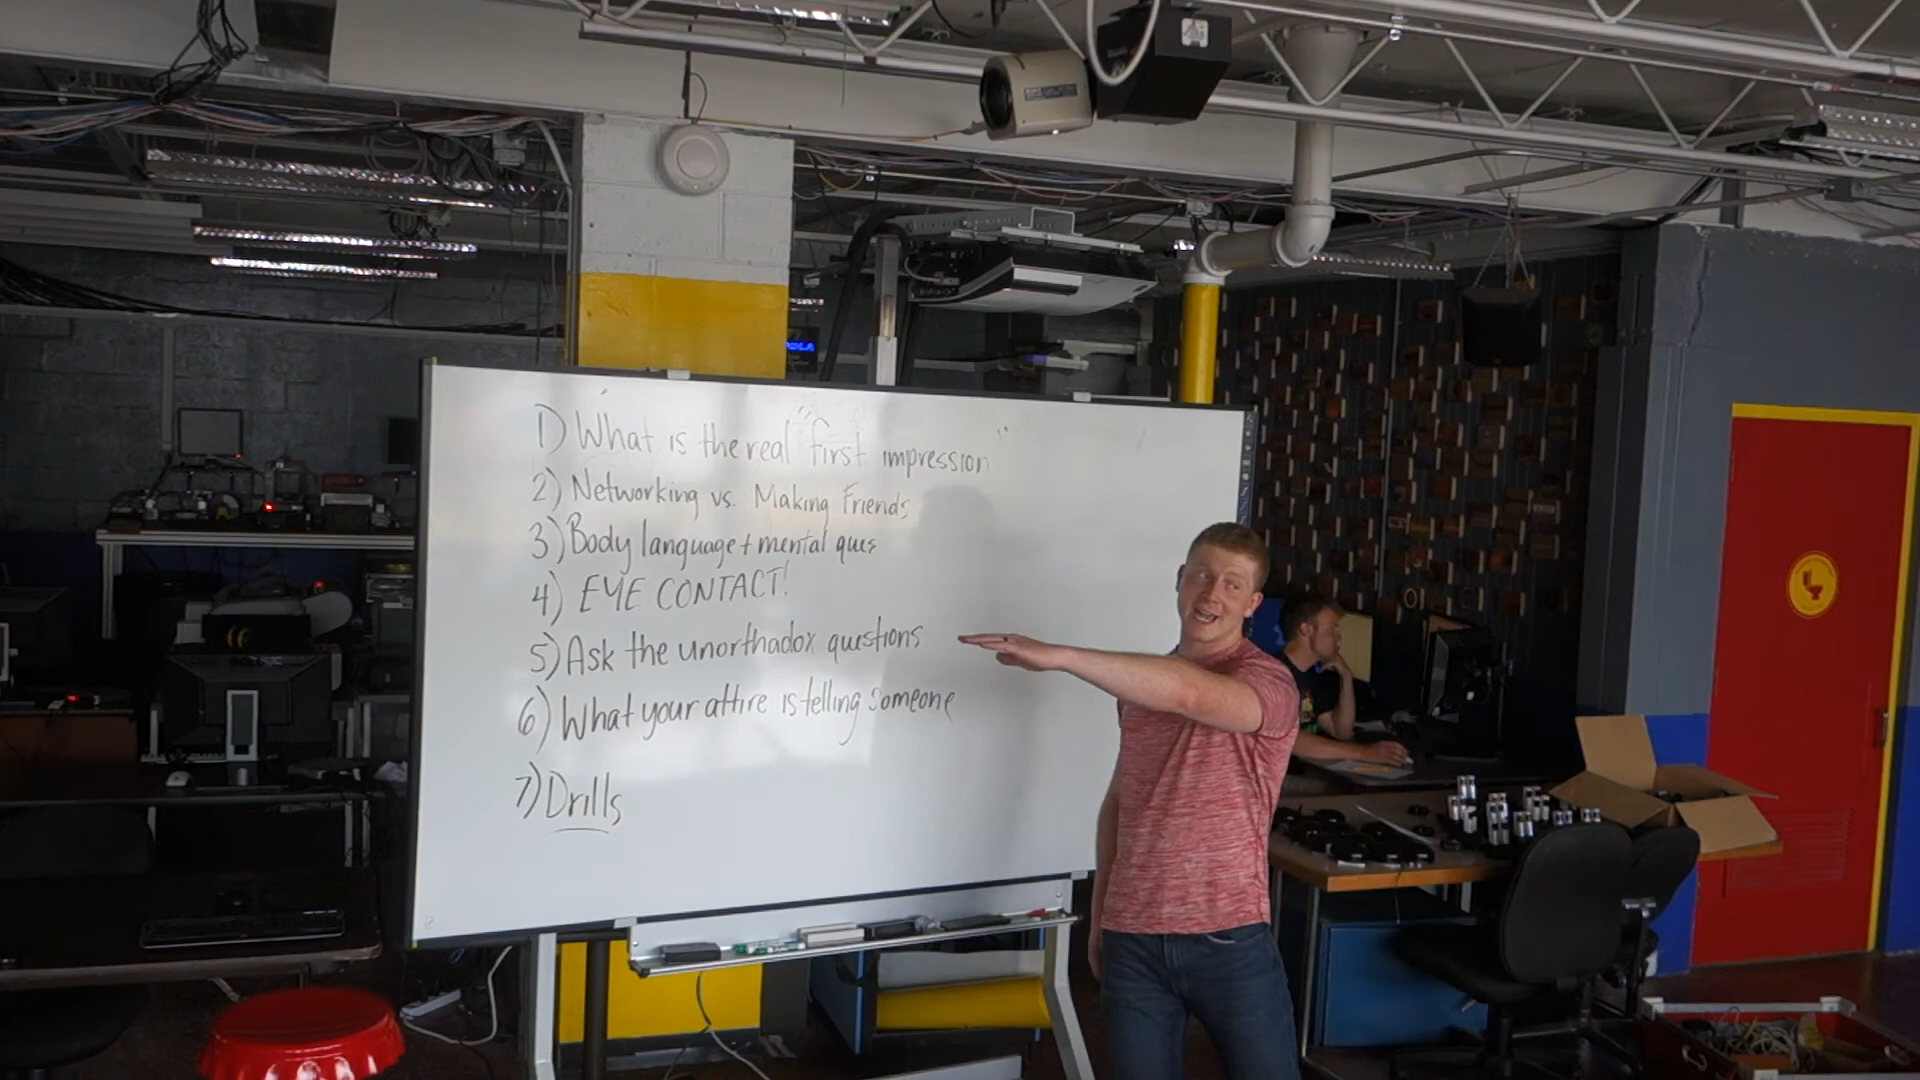 1) What is the real "first impression"
2) Networking vs. Making Friends
3) Body language + mental ques
4) EYE CONTACT!
5) Ask the unorthadox questions
6) What your attire is telling someone
7) Drills